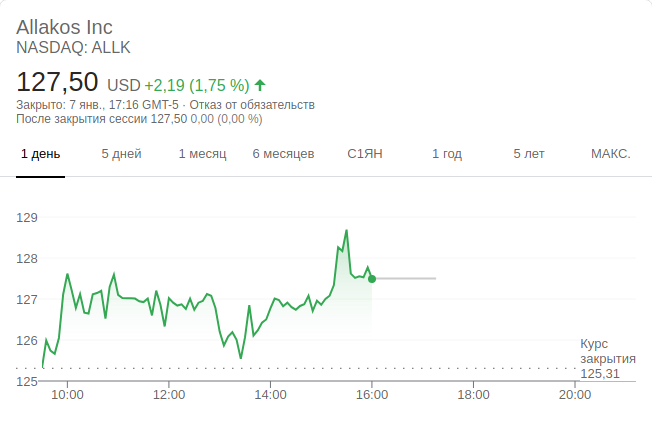 Allakos Inc
NASDAQ: ALLK
127,50 USD +2,19 (1,75 %)
Закрыто: 7 янв., 17:16 GMT-5 · Отказ от обязательств
После закрытия сессии 127,50 0,00 (0,00 %)
1 день 5 дней 1 месяц 6 месяцев С1ЯН 1 год 5 лет МАКС.
129
128
127
126
Курс
закрытия
125,31
125
10:00 12:00 14:00 16:00 18:00 20:00